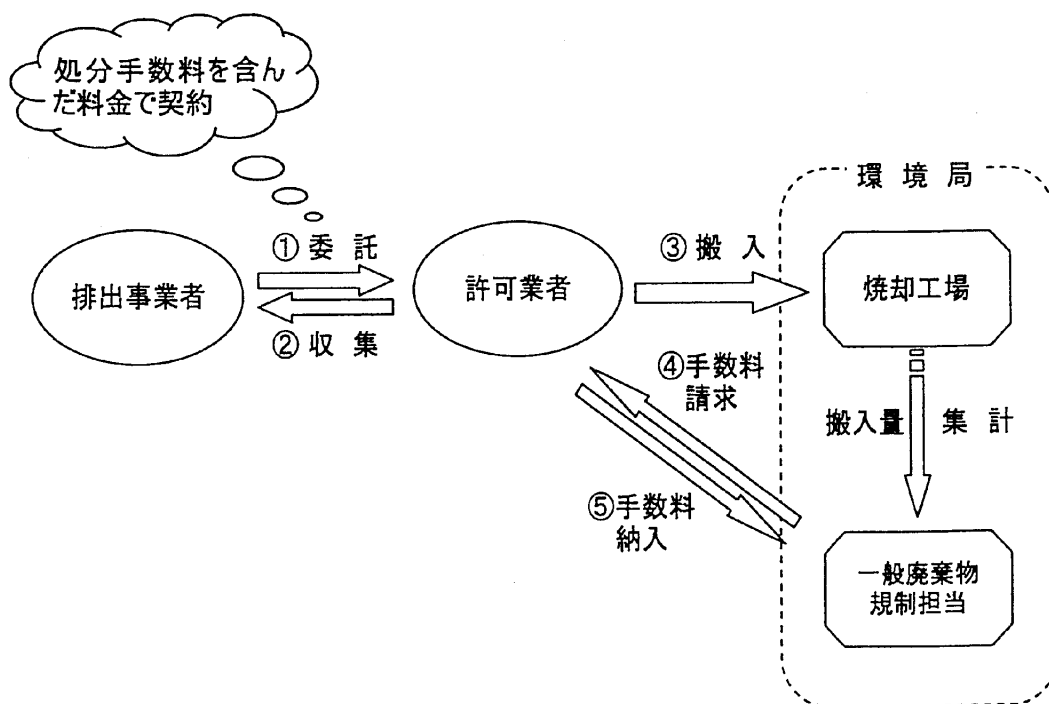 処分手数料を含ん
だ料金で契約
環境局
①委託
③搬入
排出事業者
許可業者
焼却工場
②収集
④手数料
請求
搬入量 集計
⑤手数料
納入
一般廃棄物
規制担当